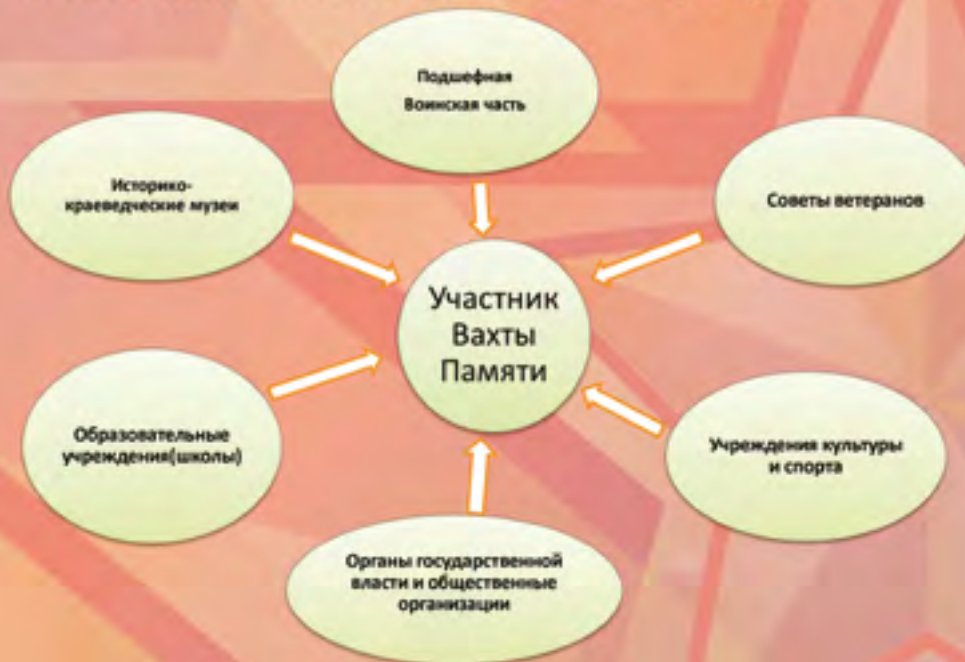 Подшефная
Воинская часть
Историко-
краеведческие музеи
Советы ветеранов
Участник
Вахты
Памяти
Образовательные
учреждения(школы)
Учреждения культуры
и спорта
Органы государственной
власти и общественные
организации